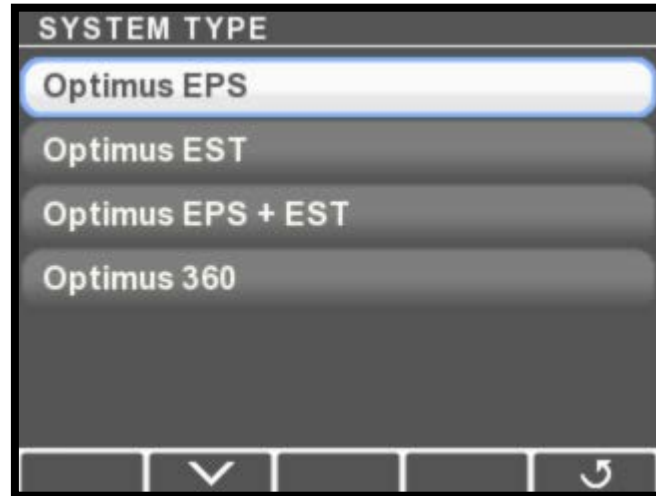 SYSTEM TYPE
Optimus EPS
Optimus EST
Optimus EPS + EST
Optimus 360